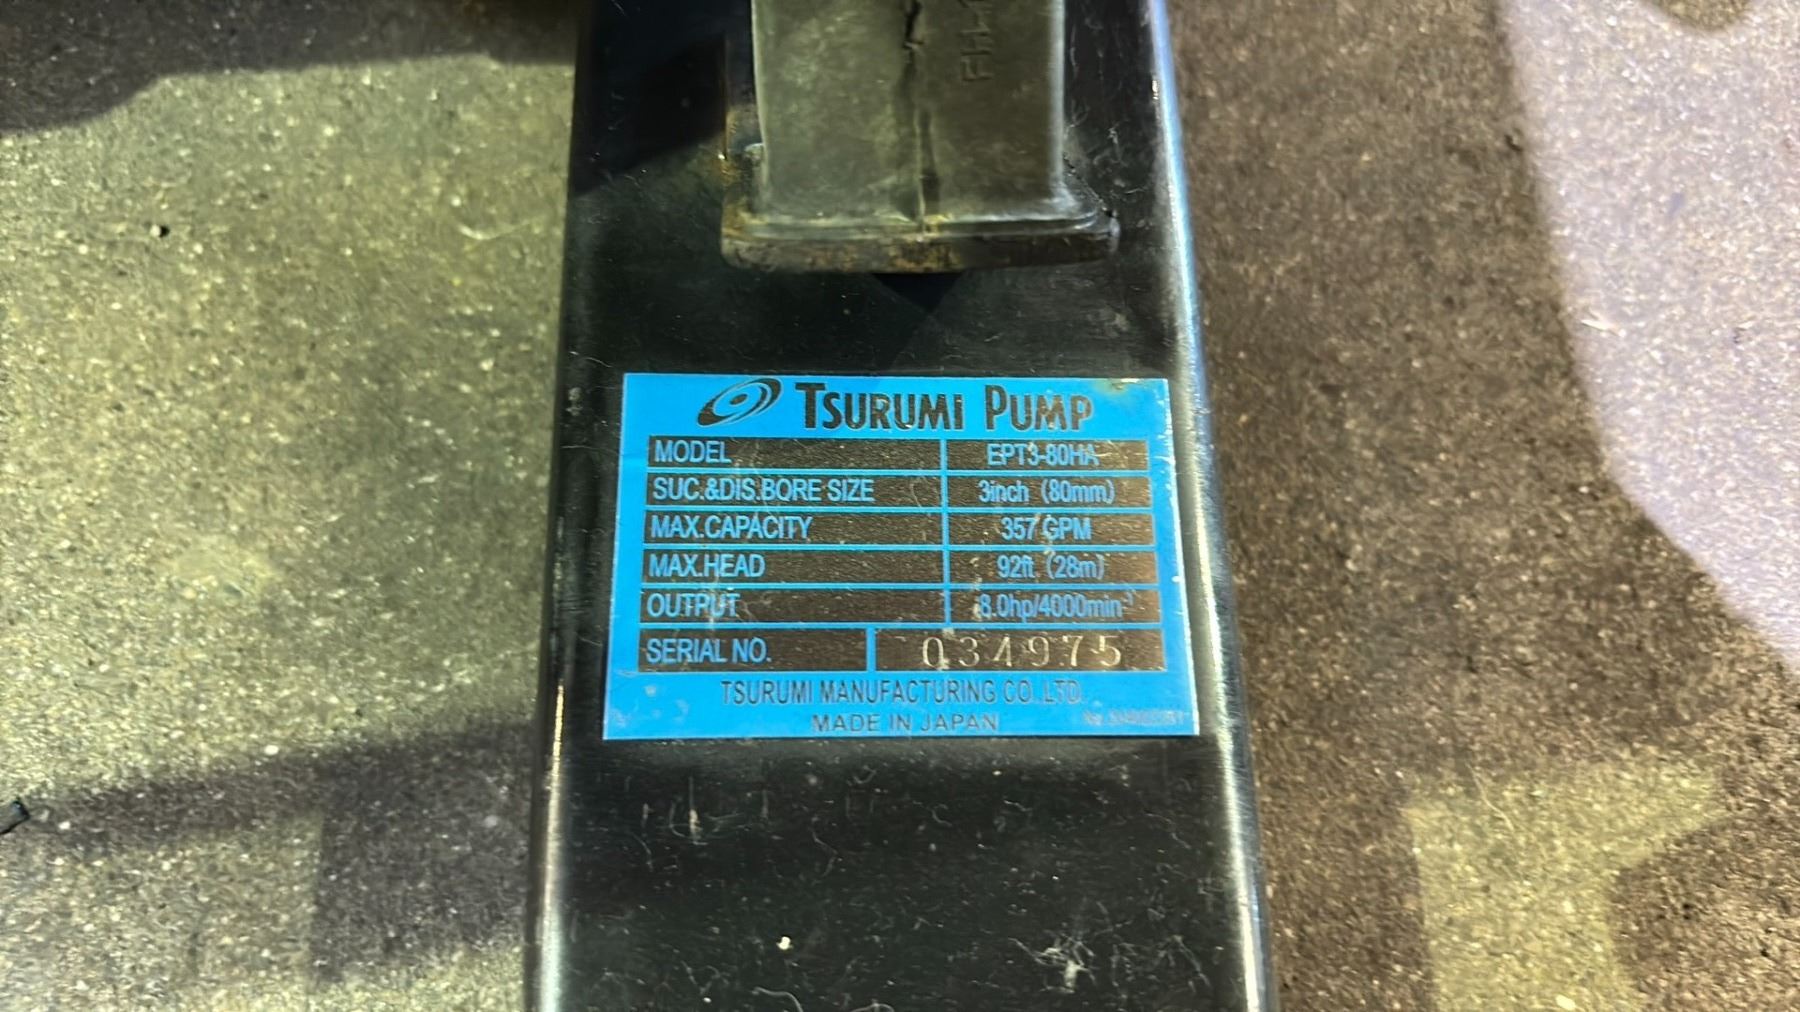 TSURUMI PUMP
MODEL EPT3-80HA
SUC.&DIS.BORE SIZE 3inch (80mm)
MAX.CAPACITY 357 GPM
MAX.HEAD 92ft (28m)
OUTPUT 8.0hp/4000min⁻¹
SERIAL NO. 034975
TSURUMI MANUFACTURING CO.,LTD.
MADE IN JAPAN